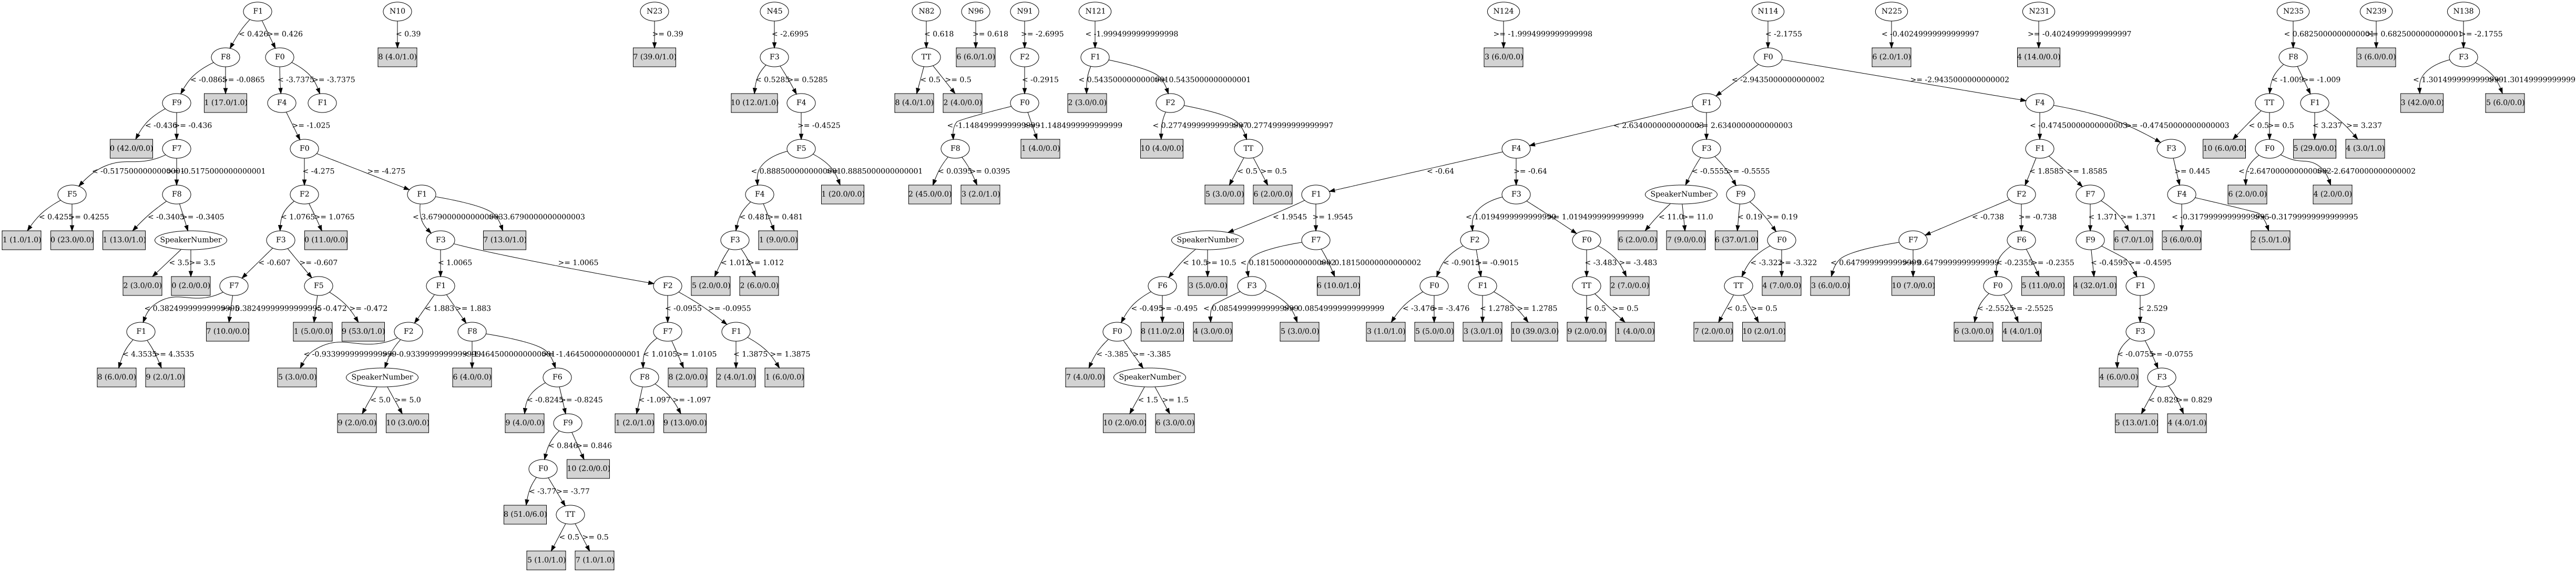 F1 N10 N23 N45 N82 N96 N91 N121 N124 N114 N225 N231 N235 N239 N138
< 0.426 >= 0.426 < 0.39 >= 0.39 < -2.6995 < 0.618 >= 0.618 >= -2.6995 < -1.9994999999999998 >= -1.9994999999999998 < -2.1755 < -0.40249999999999997 >= -0.40249999999999997 < 0.6825000000000001 >= 0.6825000000000001 >= -2.1755
F8 F0 8 (4.0/1.0) 7 (39.0/1.0) F3 TT 6 (6.0/1.0) F2 F1 3 (6.0/0.0) F0 6 (2.0/1.0) 4 (14.0/0.0) F8 3 (6.0/0.0) F3
< -0.0865 >= -0.0865 < -3.7375 >= -3.7375 < 0.5285 >= 0.5285 < 0.5 >= 0.5 < -0.2915 < 0.5435000000000001 >= 0.5435000000000001 < -2.9435000000000002 >= -2.9435000000000002 < -1.009 >= -1.009 < 1.3014999999999999 >= 1.3014999999999999
F9 1 (17.0/1.0) F4 F1 10 (12.0/1.0) F4 8 (4.0/1.0) 2 (4.0/0.0) F0 2 (3.0/0.0) F2 F1 F4 TT F1 3 (42.0/0.0) 5 (6.0/0.0)
< -0.436 >= -0.436 >= -1.025 >= -0.4525 < -1.1484999999999999 >= -1.1484999999999999 < 0.27749999999999997 >= 0.27749999999999997 < 2.6340000000000003 >= 2.6340000000000003 < -0.47450000000000003 >= -0.47450000000000003 < 0.5 >= 0.5 < 3.237 >= 3.237
0 (42.0/0.0) F7 F0 F5 F8 1 (4.0/0.0) 10 (4.0/0.0) TT F4 F3 F1 F3 10 (6.0/0.0) F0 5 (29.0/0.0) 4 (3.0/1.0)
< -0.5175000000000001 >= -0.5175000000000001 < -4.275 >= -4.275 < 0.8885000000000001 >= 0.8885000000000001 < 0.0395 >= 0.0395 < 0.5 >= 0.5 < -0.64 >= -0.64 < -0.5555 >= -0.5555 < 1.8585 >= 1.8585 >= 0.445 < -2.6470000000000002 >= -2.6470000000000002
F5 F8 F2 F1 F4 1 (20.0/0.0) 2 (45.0/0.0) 3 (2.0/1.0) 5 (3.0/0.0) 6 (2.0/0.0) F1 F3 SpeakerNumber F9 F2 F7 F4 6 (2.0/0.0) 4 (2.0/0.0)
< 0.4255 >= 0.4255 < -0.3405 >= -0.3405 < 1.0765 >= 1.0765 < 3.6790000000000003 >= 3.6790000000000003 < 0.481 >= 0.481 < 1.9545 >= 1.9545 < 1.0194999999999999 >= 1.0194999999999999 < 11.0 >= 11.0 < 0.19 >= 0.19 < -0.738 >= -0.738 < 1.371 >= 1.371 < -0.31799999999999995 >= -0.31799999999999995
1 (1.0/1.0) 0 (23.0/0.0) 1 (13.0/1.0) SpeakerNumber F3 0 (11.0/0.0) F3 7 (13.0/1.0) F3 1 (9.0/0.0) SpeakerNumber F7 F2 F0 6 (2.0/0.0) 7 (9.0/0.0) 6 (37.0/1.0) F0 F7 F6 F9 6 (7.0/1.0) 3 (6.0/0.0) 2 (5.0/1.0)
< 3.5 >= 3.5 < -0.607 >= -0.607 < 1.0065 >= 1.0065 < 1.012 >= 1.012 < 10.5 >= 10.5 < 0.18150000000000002 >= 0.18150000000000002 < -0.9015 >= -0.9015 < -3.483 >= -3.483 < -3.322 >= -3.322 < 0.6479999999999999 >= 0.6479999999999999 < -0.2355 >= -0.2355 < -0.4595 >= -0.4595
2 (3.0/0.0) 0 (2.0/0.0) F7 F5 F1 F2 5 (2.0/0.0) 2 (6.0/0.0) F6 3 (5.0/0.0) F3 6 (10.0/1.0) F0 F1 TT 2 (7.0/0.0) TT 4 (7.0/0.0) 3 (6.0/0.0) 10 (7.0/0.0) F0 5 (11.0/0.0) 4 (32.0/1.0) F1
< 0.38249999999999995 >= 0.38249999999999995 < -0.472 >= -0.472 < 1.883 >= 1.883 < -0.0955 >= -0.0955 < -0.495 >= -0.495 < 0.08549999999999999 >= 0.08549999999999999 < -3.476 >= -3.476 < 1.2785 >= 1.2785 < 0.5 >= 0.5 < 0.5 >= 0.5 < -2.5525 >= -2.5525 < 2.529
F1 7 (10.0/0.0) 1 (5.0/0.0) 9 (53.0/1.0) F2 F8 F7 F1 F0 8 (11.0/2.0) 4 (3.0/0.0) 5 (3.0/0.0) 3 (1.0/1.0) 5 (5.0/0.0) 3 (3.0/1.0) 10 (39.0/3.0) 9 (2.0/0.0) 1 (4.0/0.0) 7 (2.0/0.0) 10 (2.0/1.0) 6 (3.0/0.0) 4 (4.0/1.0) F3
< 4.3535 >= 4.3535 < -0.9339999999999999 >= -0.9339999999999999 < -1.4645000000000001 >= -1.4645000000000001 < 1.0105 >= 1.0105 < 1.3875 >= 1.3875 < -3.385 >= -3.385 < -0.0755 >= -0.0755
8 (6.0/0.0) 9 (2.0/1.0) 5 (3.0/0.0) SpeakerNumber 6 (4.0/0.0) F6 F8 8 (2.0/0.0) 2 (4.0/1.0) 1 (6.0/0.0) 7 (4.0/0.0) SpeakerNumber 4 (6.0/0.0) F3
< 5.0 >= 5.0 < -0.8245 >= -0.8245 < -1.097 >= -1.097 < 1.5 >= 1.5 < 0.829 >= 0.829
9 (2.0/0.0) 10 (3.0/0.0) 9 (4.0/0.0) F9 1 (2.0/1.0) 9 (13.0/0.0) 10 (2.0/0.0) 6 (3.0/0.0) 5 (13.0/1.0) 4 (4.0/1.0)
< 0.846 >= 0.846
F0 10 (2.0/0.0)
< -3.77 >= -3.77
8 (51.0/6.0) TT
< 0.5 >= 0.5
5 (1.0/1.0) 7 (1.0/1.0)